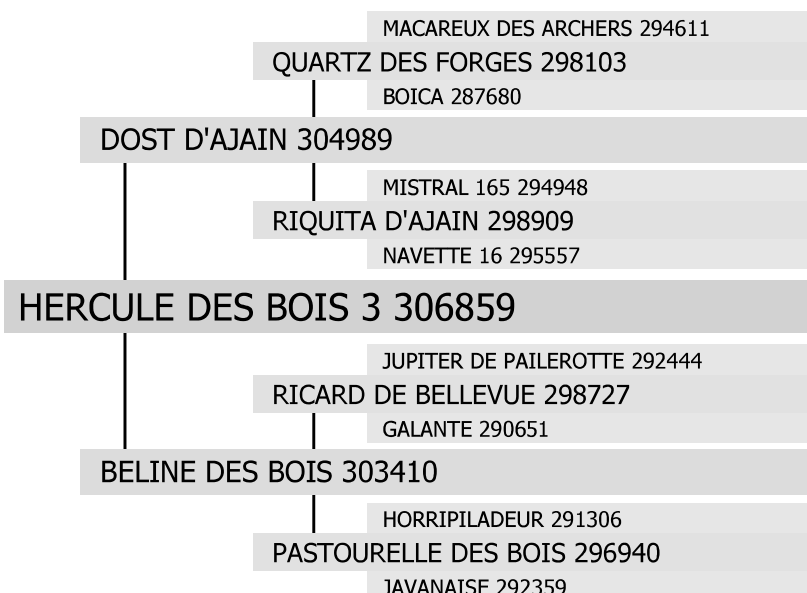 MACAREUX DES ARCHERS 294611
QUARTZ DES FORGES 298103
BOICA 287680
DOST D'AJAIN 304989
MISTRAL 165 294948
RIQUITA D'AJAIN 298909
NAVETTE 16 295557
HERCULE DES BOIS 3 306859
JUPITER DE PAILEROTTE 292444
RICARD DE BELLEVUE 298727
GALANTE 290651
BELINE DES BOIS 303410
HORRIPILADEUR 291306
PASTOURELLE DES BOIS 296940
JAVANAISE 292359